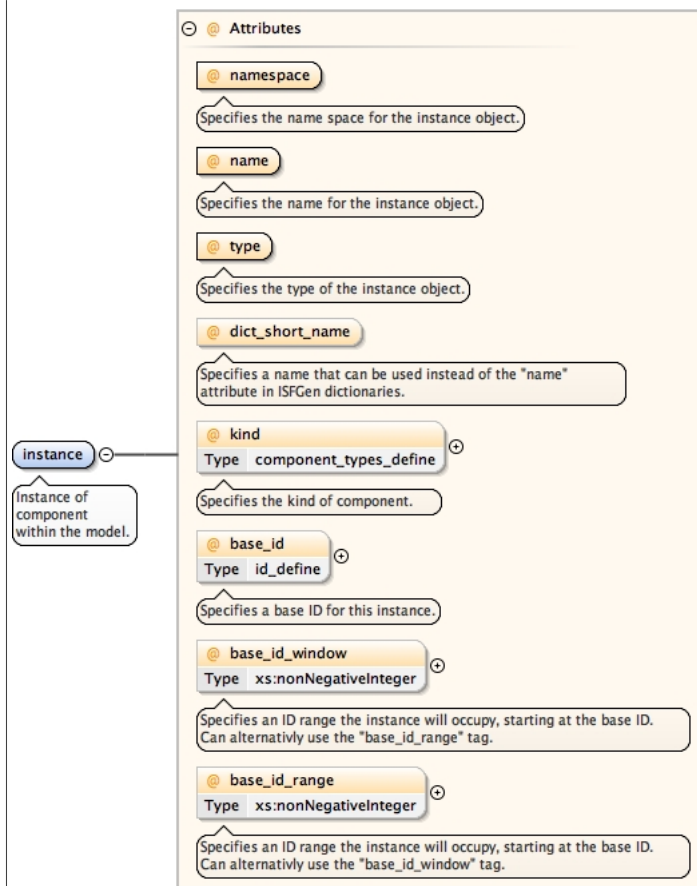 @ Attributes
@ namespace
Specifies the name space for the instance object.
@ name
Specifies the name for the instance object.
@ type
Specifies the type of the instance object.
@ dict_short_name
Specifies a name that can be used instead of the "name"
attribute in ISFGen dictionaries.
@ kind
Type component_types_define
Specifies the kind of component.
instance
Instance of
component
within the model.
@ base_id
Type id_define
Specifies a base ID for this instance.
@ base_id_window
Type xs:nonNegativeInteger
Specifies an ID range the instance will occupy, starting at the base ID.
Can alternativly use the "base_id_range" tag.
@ base_id_range
Type xs:nonNegativeInteger
Specifies an ID range the instance will occupy, starting at the base ID.
Can alternativly use the "base_id_window" tag.